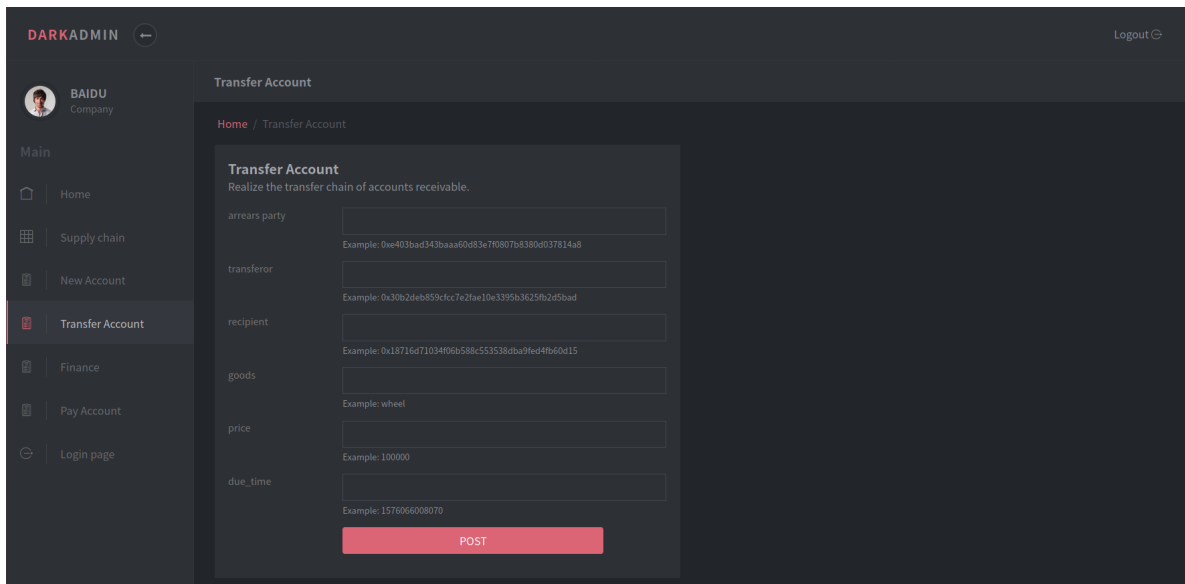 DARKADMIN
Logout
BAIDU
Company
Main
Home
Supply chain
New Account
Transfer Account
Finance
Pay Account
Login page
Transfer Account
Home / Transfer Account
Transfer Account
Realize the transfer chain of accounts receivable.
arrears party
Example: 0xe403bad343baaa60d83e7f0807b8380d037814a8
transferor
Example: 0x30b2deb859cfcc7e2fae10e3395b3625fb2d5bad
recipient
Example: 0x18716d71034f06b588c553538dba9fed4fb60d15
goods
Example: wheel
price
Example: 100000
due_time
Example: 1576066008070
POST